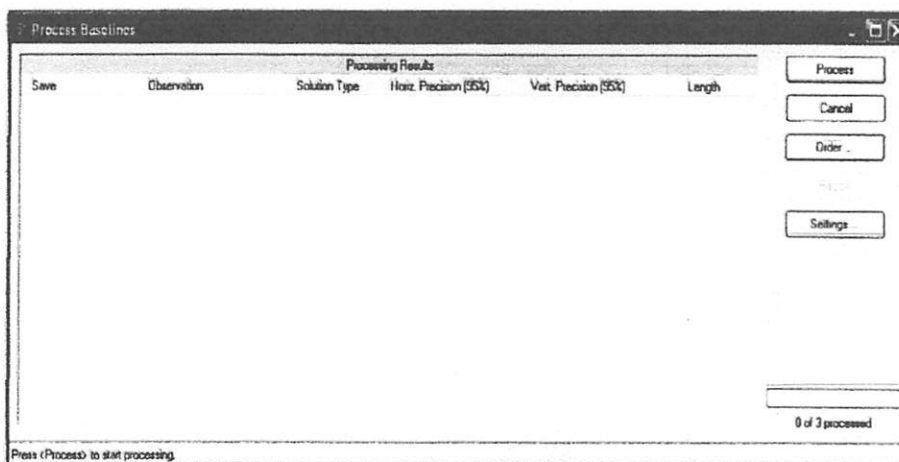 Process Baselines
Processing Results
Save Observation Solution Type Horiz. Precision (95%) Vert. Precision (95%) Length
Process
Cancel
Order ..
Report
Settings...
0 of 3 processed
Press <Process> to start processing.